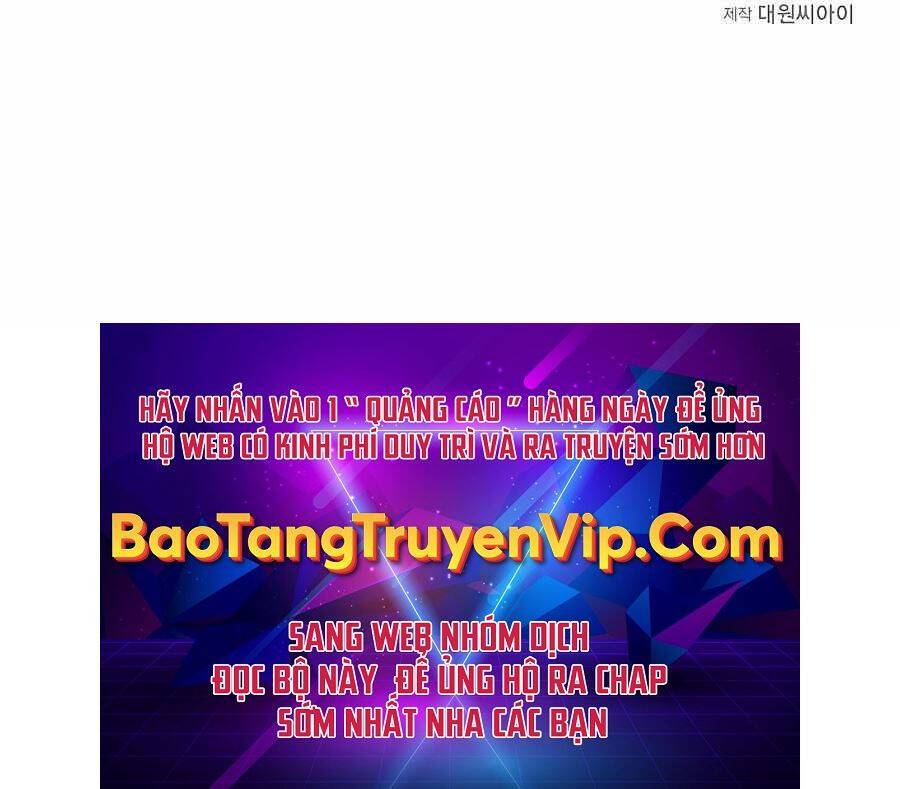 제작 대원씨아이
HÃY NHẤN VÀO 1 “ QUẢNG CÁO ” HÀNG NGÀY ĐỂ ỦNG
HỘ WEB CÓ KINH PHÍ DUY TRÌ VÀ RA TRUYỆN SỚM HƠN
BaoTangTruyenVip.Com
SANG WEB NHÓM DỊCH
ĐỌC BỘ NÀY ĐỂ ỦNG HỘ RA CHAP
SỚM NHẤT NHA CÁC BẠN